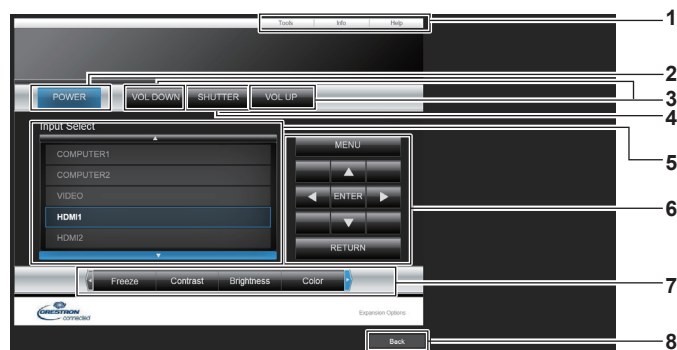 Tools Info Help 1
2
POWER VOL DOWN SHUTTER VOL UP 3
4
Input Select
5
COMPUTER1 MENU
COMPUTER2
VIDEO ENTER 6
HDMI1
HDMI2 RETURN
Freeze Contrast Brightness Color 7
CRESTRON connected Expansion Options
Back 8